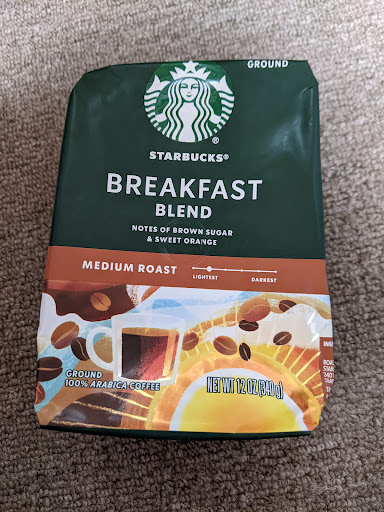 GROUND
STARBUCKS®
BREAKFAST
BLEND
NOTES OF BROWN SUGAR
& SWEET ORANGE
MEDIUM ROAST
LIGHTEST
DARKEST
GROUND
100% ARABICA COFFEE
NET WT 12 OZ (340g)